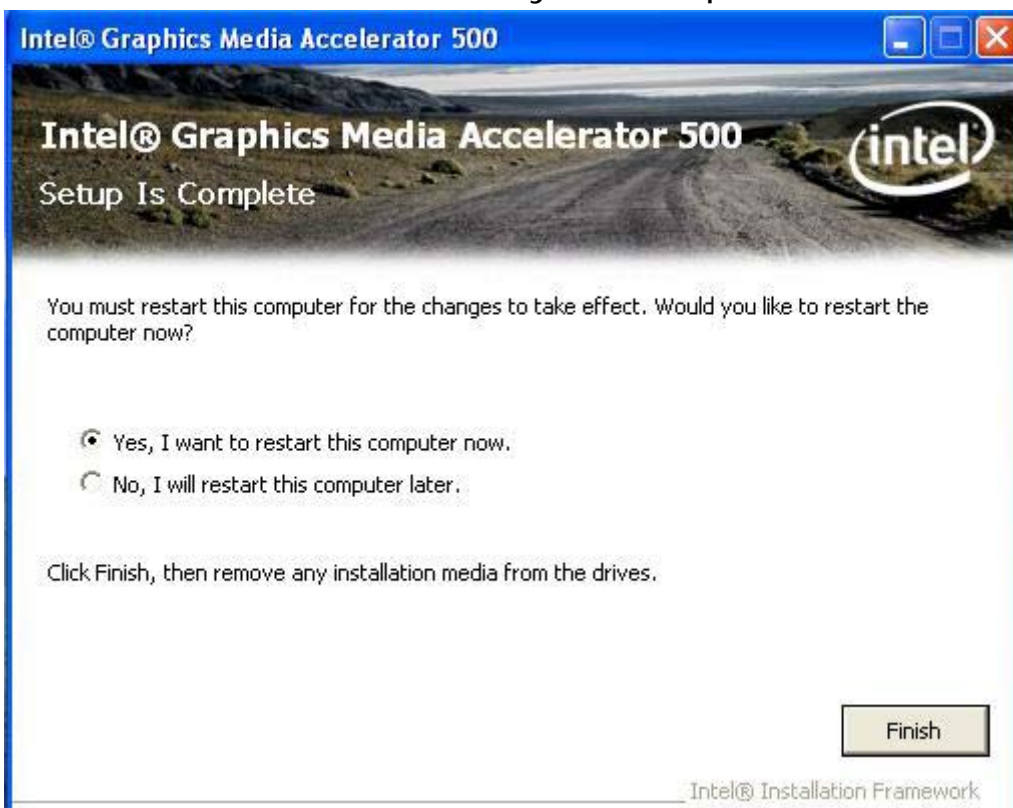 Intel® Graphics Media Accelerator 500
Intel® Graphics Media Accelerator 500
intel
Setup Is Complete
You must restart this computer for the changes to take effect. Would you like to restart the
computer now?
Yes, I want to restart this computer now.
No, I will restart this computer later.
Click Finish, then remove any installation media from the drives.
Finish
Intel® Installation Framework